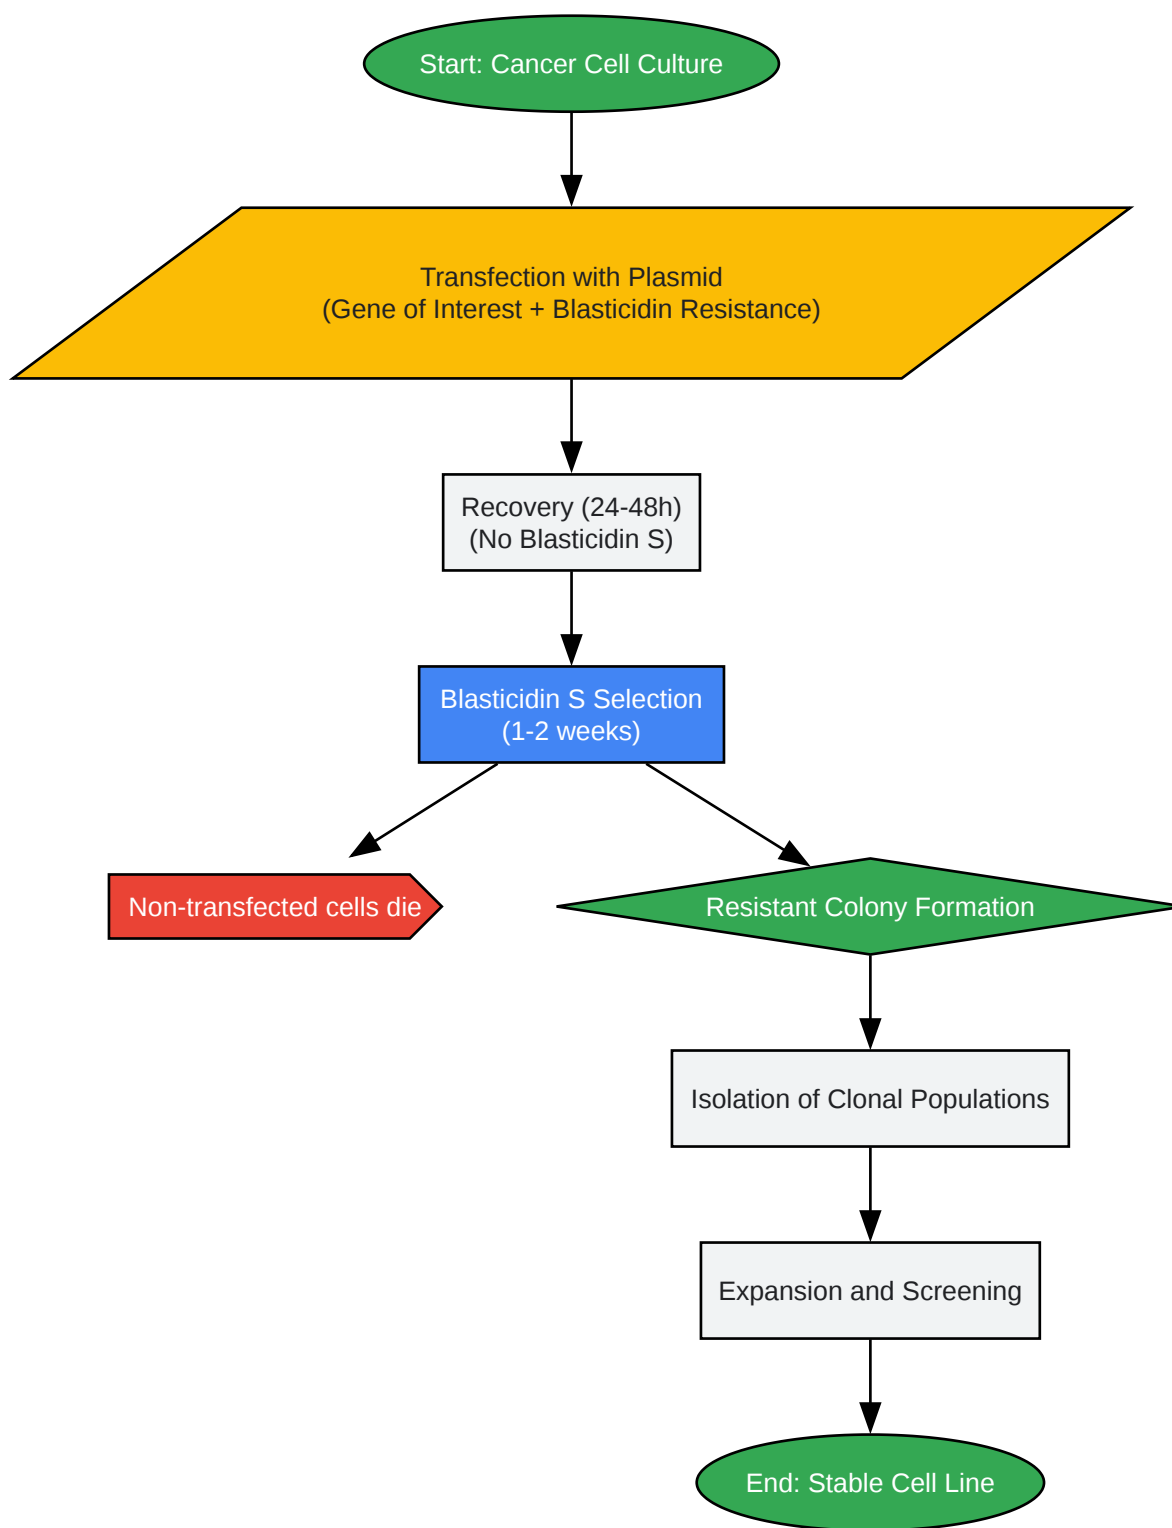 Start: Cancer Cell Culture
Transfection with Plasmid
(Gene of Interest + Blasticidin Resistance)
Recovery (24-48h)
(No Blasticidin S)
Blasticidin S Selection
(1-2 weeks)
Non-transfected cells die
Resistant Colony Formation
Isolation of Clonal Populations
Expansion and Screening
End: Stable Cell Line